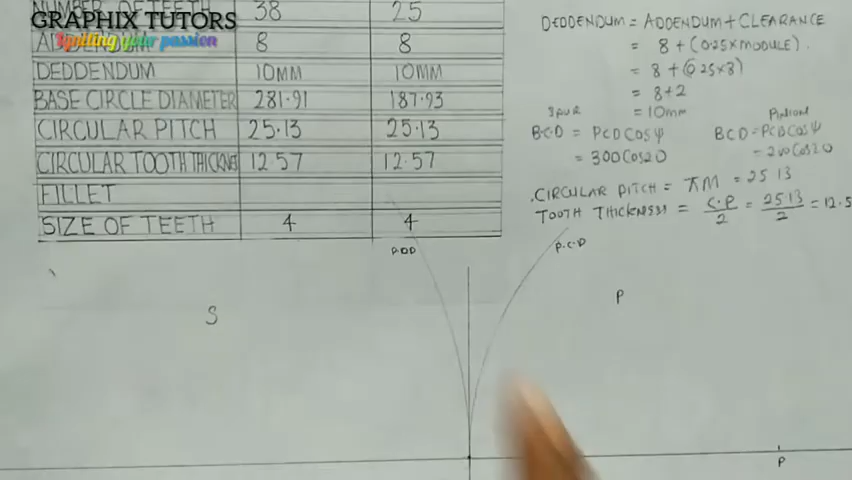 NUMBER OF TEETH 38 25
GRAPHIX TUTORS
Igniting your passion
ADDENDUM 8 8
DEDDENDUM 10MM 10MM
BASE CIRCLE DIAMETER 281.91 187.93
CIRCULAR PITCH 25.13 25.13
CIRCULAR TOOTH THICKNESS 12.57 12.57
FILLET
SIZE OF TEETH 4 4
DEDDENDUM = ADDENDUM + CLEARANCE
= 8 + (0.25 x MODULE).
= 8 + (0.25 x 8)
= 8 + 2
= 10mm
SPUR
B.C.D = PCD COS ψ
= 300 COS 20
Pinion
BCD = PCD COS ψ
= 200 COS 20
.CIRCULAR PITCH = πM = 25.13
TOOTH THICKNESS = C.P/2 = 25.13/2 = 12.5
P.C.D
S
P
P